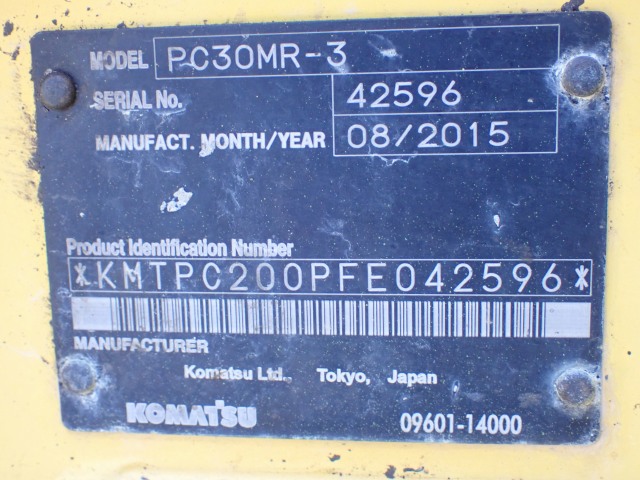 MODEL PC30MR-3
SERIAL No. 42596
MANUFACT. MONTH/YEAR 08/2015
Product Identification Number
*KMTPC200PFE042596*
MANUFACTURER
Komatsu Ltd. Tokyo, Japan
KOMATSU 09601-14000